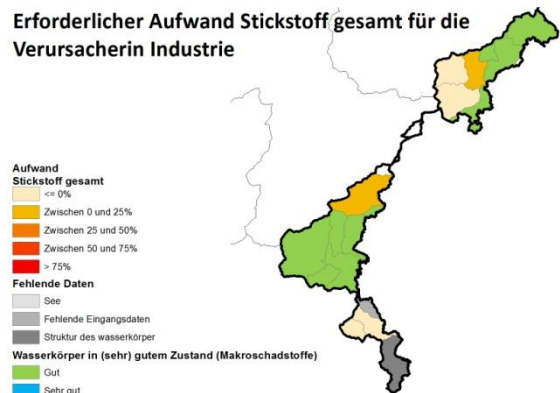 Erforderlicher Aufwand Stickstoff gesamt für die
Verursacherin Industrie
Aufwand
Stickstoff gesamt
<= 0%
Zwischen 0 und 25%
Zwischen 25 und 50%
Zwischen 50 und 75%
> 75%
Fehlende Daten
See
Fehlende Eingangsdaten
Struktur des wasserkörper
Wasserkörper in (sehr) gutem Zustand (Makroschadstoffe)
Gut
Sehr gut